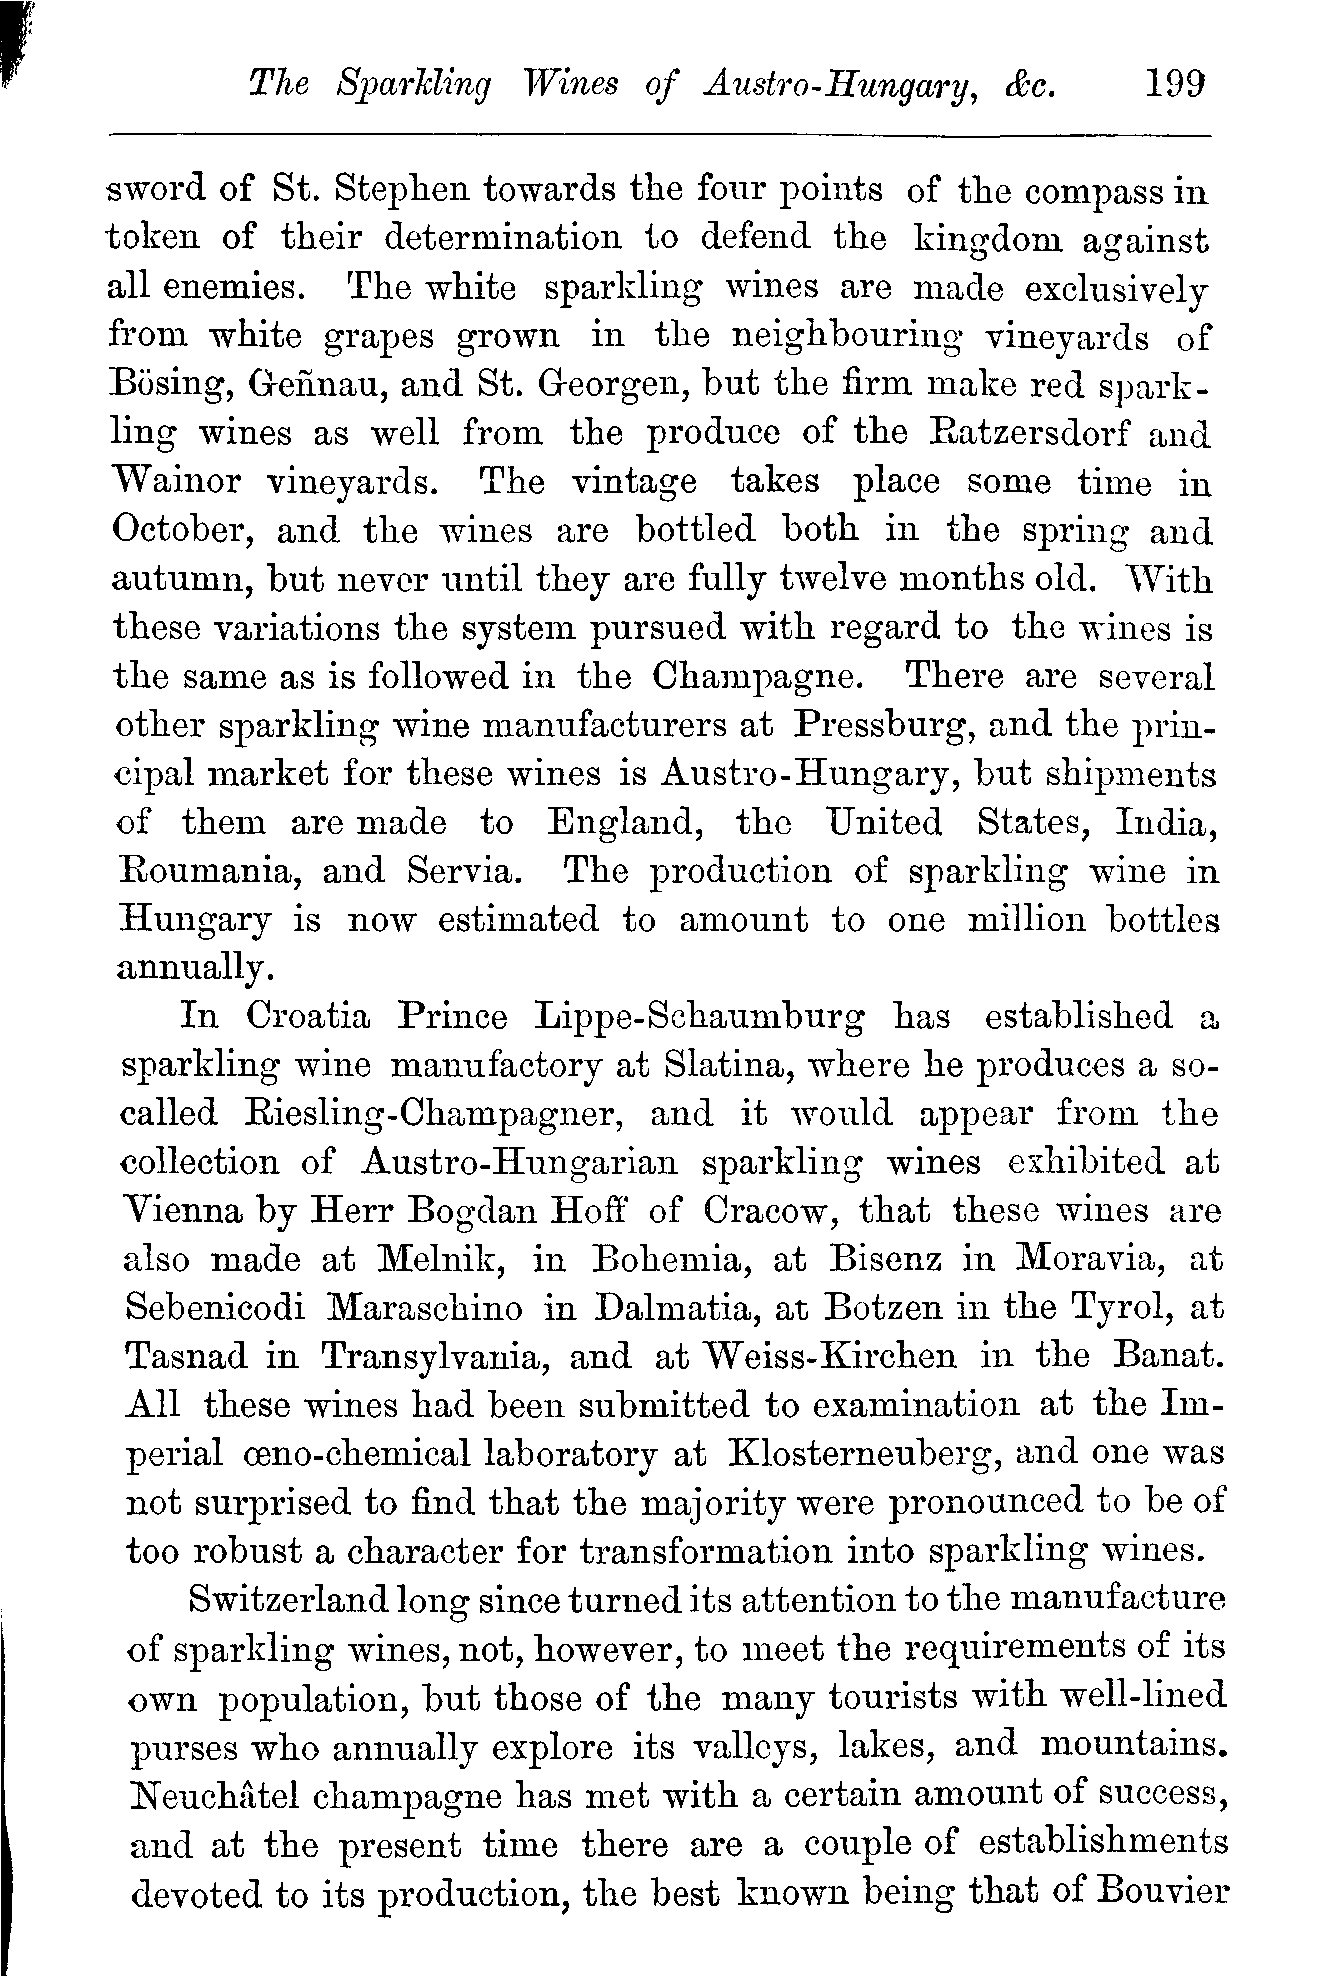 The Sparkling Wines of Austro-Hungary, &c. 199
sword of St. Stephen towards the four points of the compass in
token of their determination to defend the kingdom against
all enemies. The white sparkling wines are made exclusively
from white grapes grown in the neighbouring vineyards of
Bösing, Geñnau, and St. Georgen, but the firm make red spark-
ling wines as well from the produce of the Ratzersdorf and
Wainor vineyards. The vintage takes place some time in
October, and the wines are bottled both in the spring and
autumn, but never until they are fully twelve months old. With
these variations the system pursued with regard to the wines is
the same as is followed in the Champagne. There are several
other sparkling wine manufacturers at Pressburg, and the prin-
cipal market for these wines is Austro-Hungary, but shipments
of them are made to England, the United States, India,
Roumania, and Servia. The production of sparkling wine in
Hungary is now estimated to amount to one million bottles
annually.
In Croatia Prince Lippe-Schaumburg has established a
sparkling wine manufactory at Slatina, where he produces a so-
called Riesling-Champagner, and it would appear from the
collection of Austro-Hungarian sparkling wines exhibited at
Vienna by Herr Bogdan Hoff of Cracow, that these wines are
also made at Melnik, in Bohemia, at Bisenz in Moravia, at
Sebenicodi Maraschino in Dalmatia, at Botzen in the Tyrol, at
Tasnad in Transylvania, and at Weiss-Kirchen in the Banat.
All these wines had been submitted to examination at the Im-
perial œno-chemical laboratory at Klosterneuberg, and one was
not surprised to find that the majority were pronounced to be of
too robust a character for transformation into sparkling wines.
Switzerland long since turned its attention to the manufacture
of sparkling wines, not, however, to meet the requirements of its
own population, but those of the many tourists with well-lined
purses who annually explore its valleys, lakes, and mountains.
Neuchâtel champagne has met with a certain amount of success,
and at the present time there are a couple of establishments
devoted to its production, the best known being that of Bouvier